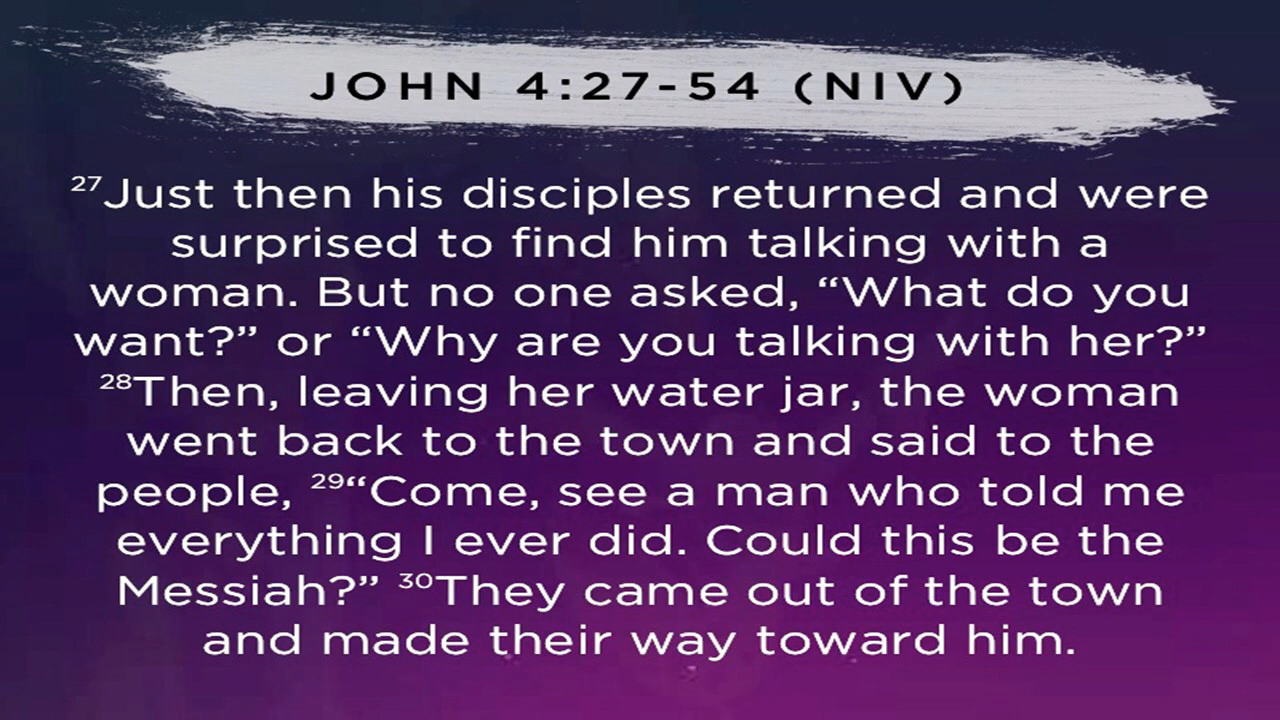 JOHN 4:27-54 (NIV)
²⁷Just then his disciples returned and were
surprised to find him talking with a
woman. But no one asked, “What do you
want?” or “Why are you talking with her?”
²⁸Then, leaving her water jar, the woman
went back to the town and said to the
people, ²⁹“Come, see a man who told me
everything I ever did. Could this be the
Messiah?” ³⁰They came out of the town
and made their way toward him.